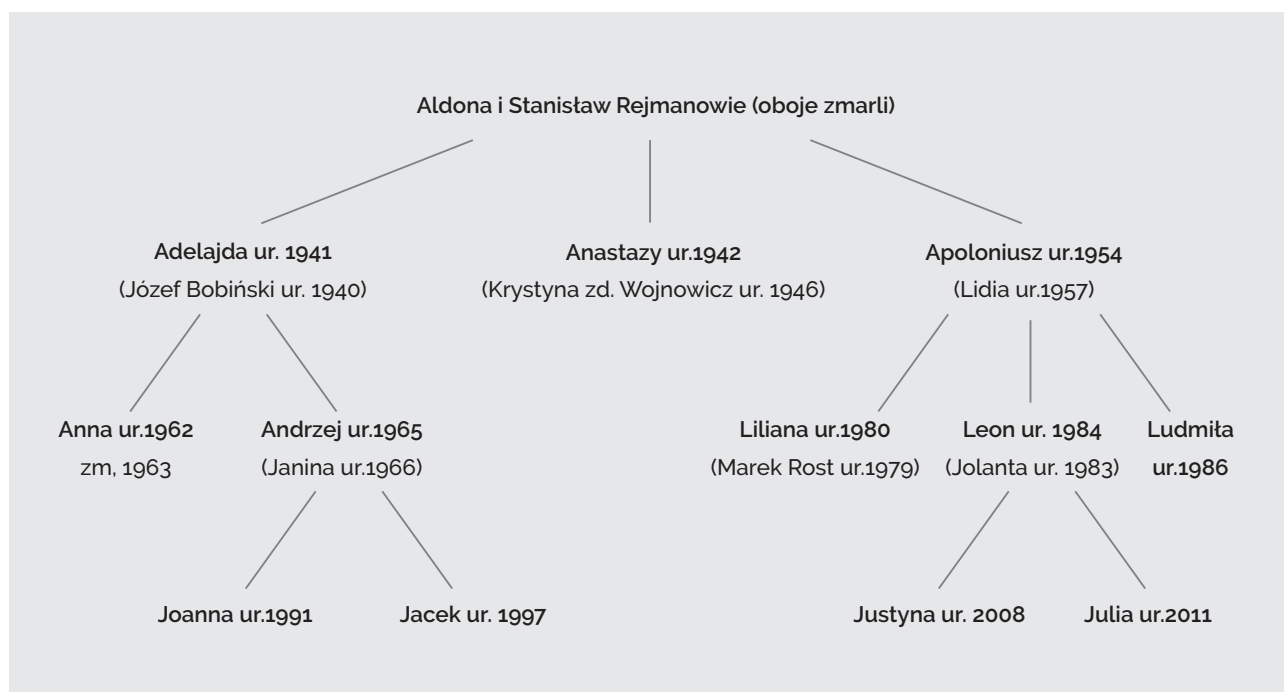 Aldona i Stanisław Rejmanowie (oboje zmarli)
Adelajda ur. 1941
(Józef Bobiński ur. 1940)
Anastazy ur.1942
(Krystyna zd. Wojnowicz ur. 1946)
Apoloniusz ur.1954
(Lidia ur.1957)
Anna ur.1962
zm, 1963
Andrzej ur.1965
(Janina ur.1966)
Liliana ur.1980
(Marek Rost ur.1979)
Leon ur. 1984
(Jolanta ur. 1983)
Ludmiła
ur.1986
Joanna ur.1991
Jacek ur. 1997
Justyna ur. 2008
Julia ur.2011